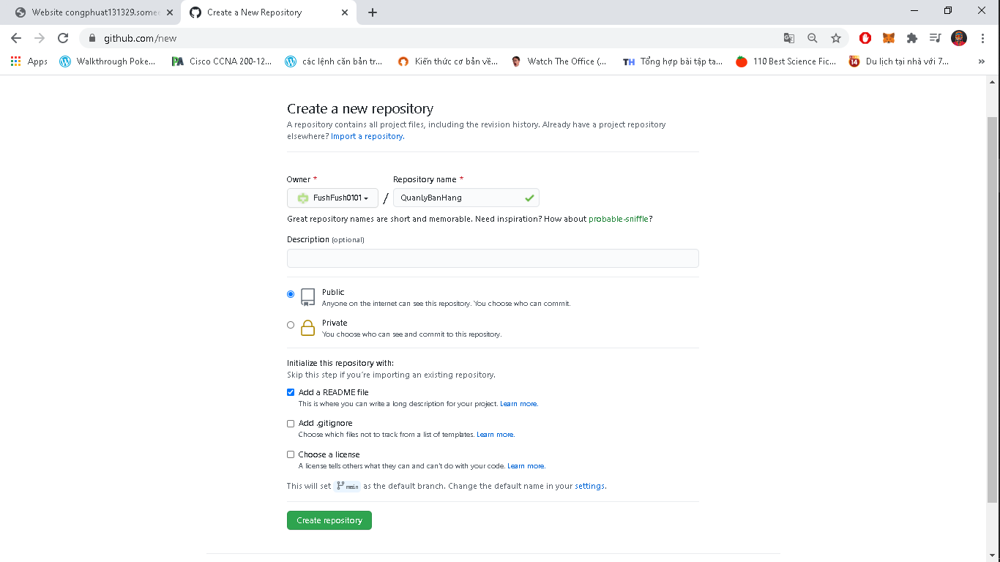 Website congphuat131329.some
Create a New Repository
github.com/new
Apps
Walkthrough Poke...
Cisco CCNA 200-12...
các lệnh căn bản tr...
Kiến thức cơ bản về...
Watch The Office (...
TH Tổng hợp bài tập ta...
110 Best Science Fic...
14 Du lịch tại nhà với 7...
»
Create a new repository
A repository contains all project files, including the revision history. Already have a project repository
elsewhere? Import a repository.
Owner *
Repository name *
FushFush0101
/
QuanLyBanHang
Great repository names are short and memorable. Need inspiration? How about probable-sniffle?
Description (optional)
Public
Anyone on the internet can see this repository. You choose who can commit.
Private
You choose who can see and commit to this repository.
Initialize this repository with:
Skip this step if you're importing an existing repository.
Add a README file
This is where you can write a long description for your project. Learn more.
Add .gitignore
Choose which files not to track from a list of templates. Learn more.
Choose a license
A license tells others what they can and can't do with your code. Learn more.
This will set main as the default branch. Change the default name in your settings.
Create repository